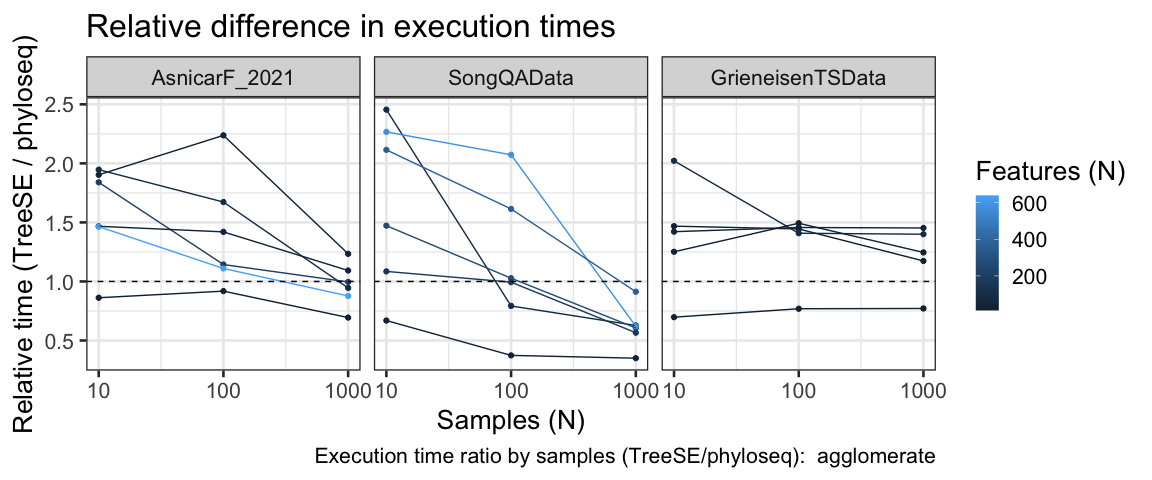 Relative difference in execution times
AsnicarF_2021
SongQAData
GrieneisenTSData
Relative time (TreeSE / phyloseq)
2.5
2.0
1.5
1.0
0.5
10 100 1000
10 100 1000
10 100 1000
Samples (N)
Features (N)
600
400
200
Execution time ratio by samples (TreeSE/phyloseq): agglomerate